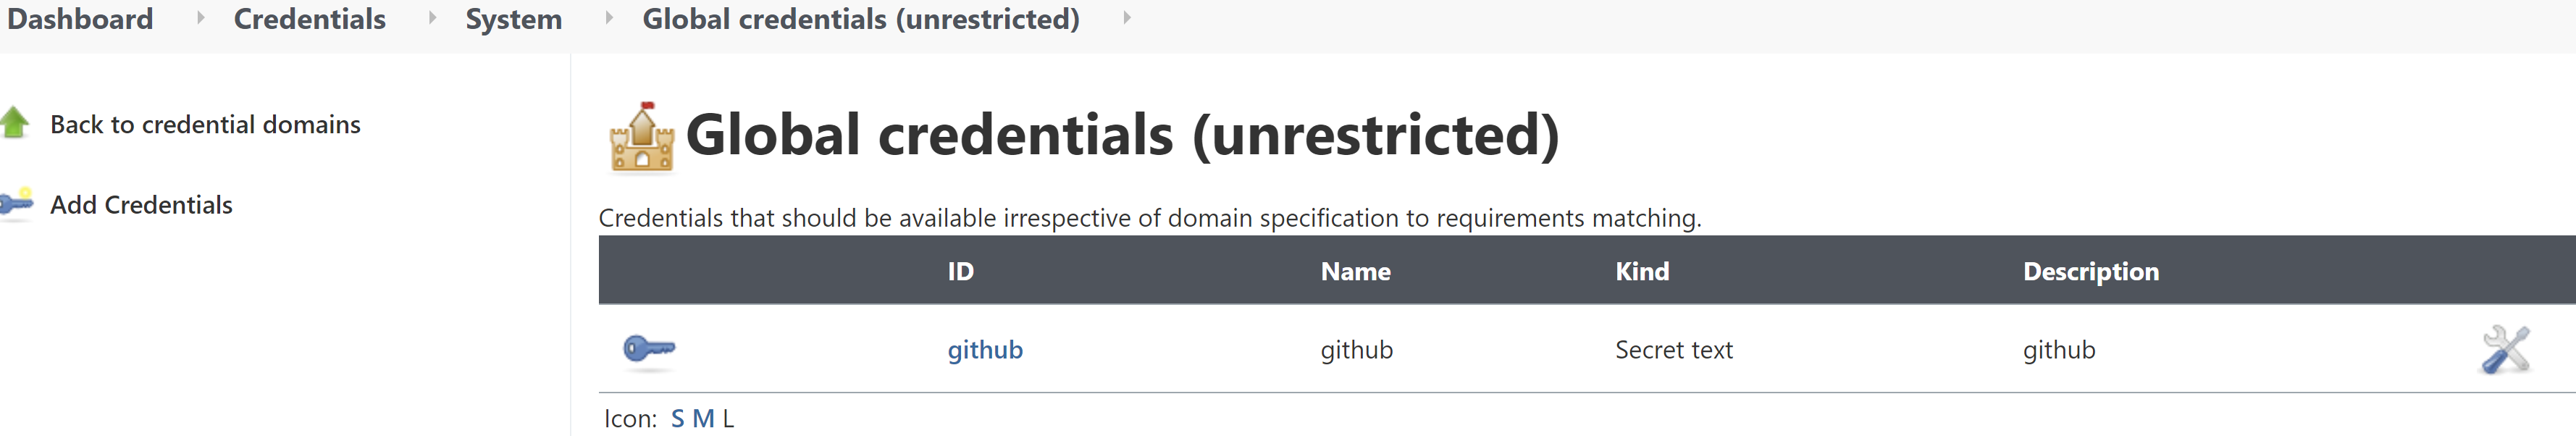 Dashboard Credentials System Global credentials (unrestricted)
Back to credential domains
Add Credentials
Global credentials (unrestricted)
Credentials that should be available irrespective of domain specification to requirements matching.
ID Name Kind Description
github github Secret text github
Icon: S M L